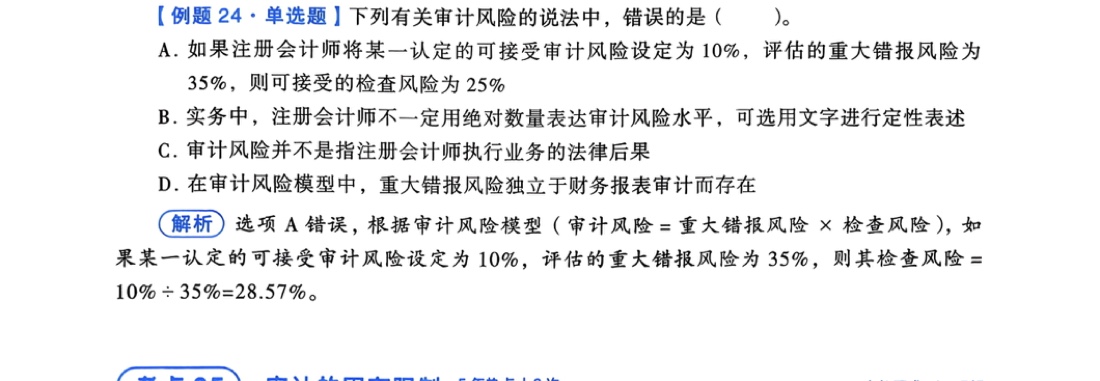 【例题 24 · 单选题】下列有关审计风险的说法中，错误的是（　　）。
A. 如果注册会计师将某一认定的可接受审计风险设定为 10%，评估的重大错报风险为
35%，则可接受的检查风险为 25%
B. 实务中，注册会计师不一定用绝对数量表达审计风险水平，可选用文字进行定性表述
C. 审计风险并不是指注册会计师执行业务的法律后果
D. 在审计风险模型中，重大错报风险独立于财务报表审计而存在
解析 选项 A 错误，根据审计风险模型（审计风险 = 重大错报风险 × 检查风险），如
果某一认定的可接受审计风险设定为 10%，评估的重大错报风险为 35%，则其检查风险 =
10% ÷ 35%=28.57%。